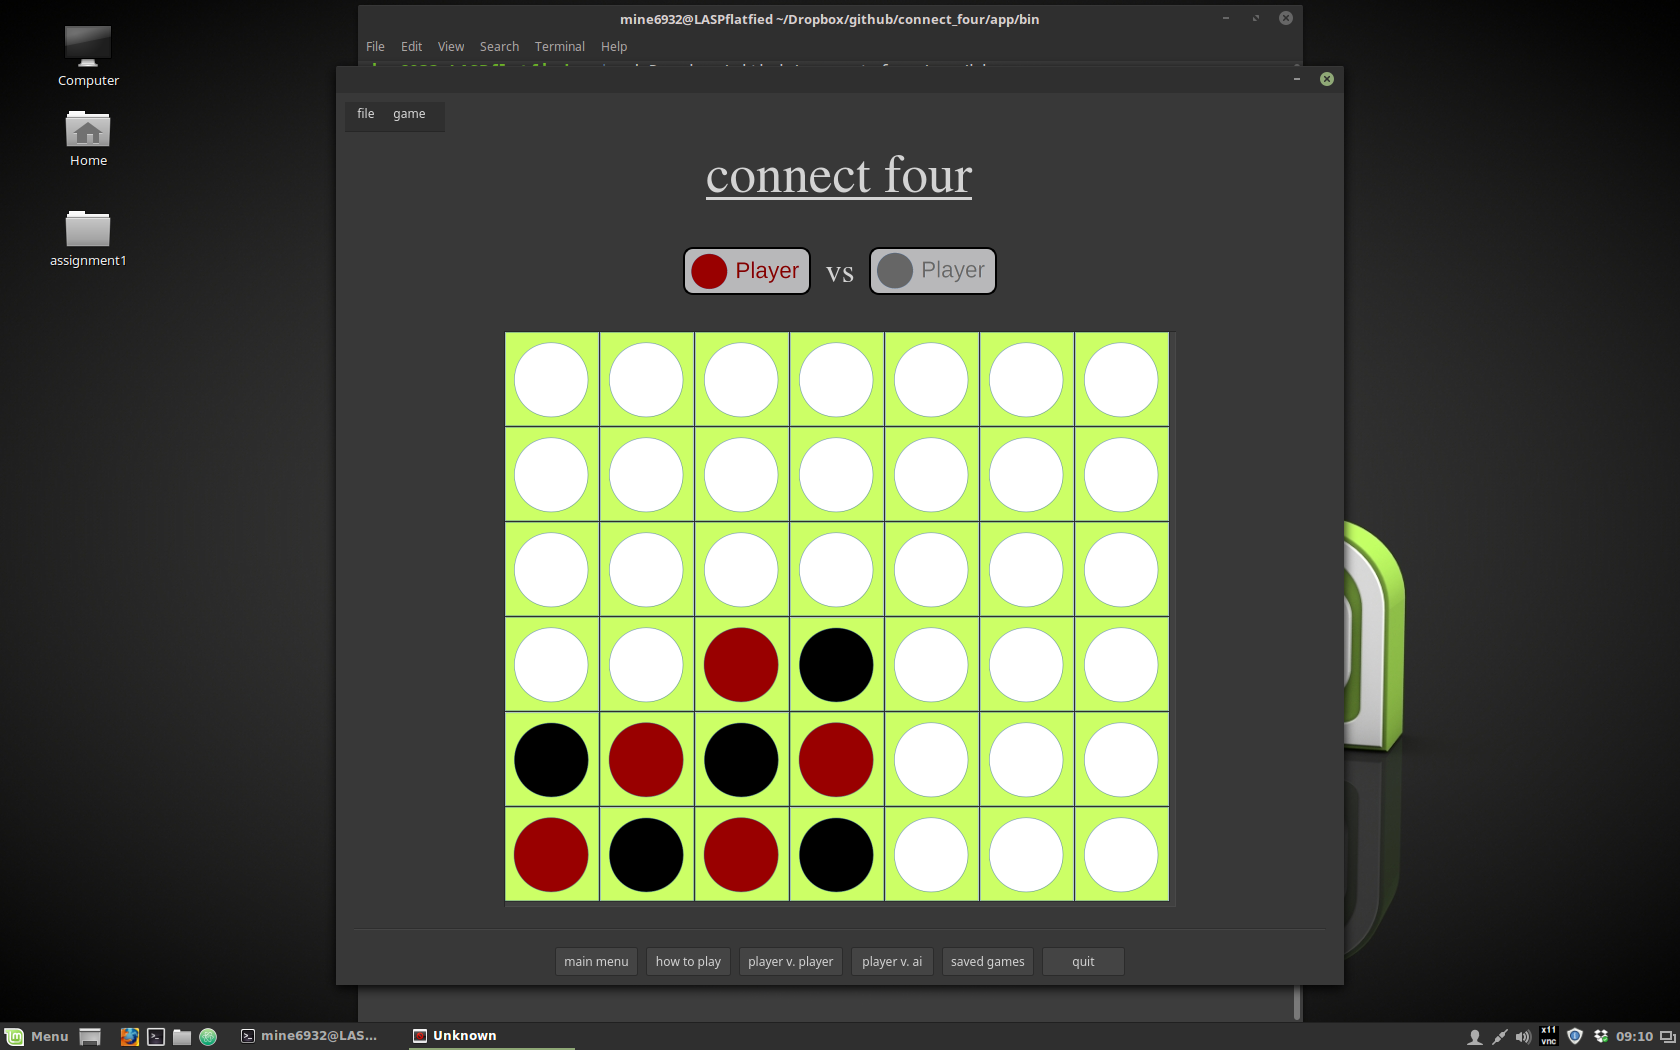 mine6932@LASPflatfied ~/Dropbox/github/connect_four/app/bin
File Edit View Search Terminal Help
Computer
Home
assignment1
file game
connect four
Player vs Player
main menu how to play player v. player player v. ai saved games quit
Menu mine6932@LAS... Unknown x11 vnc 09:10